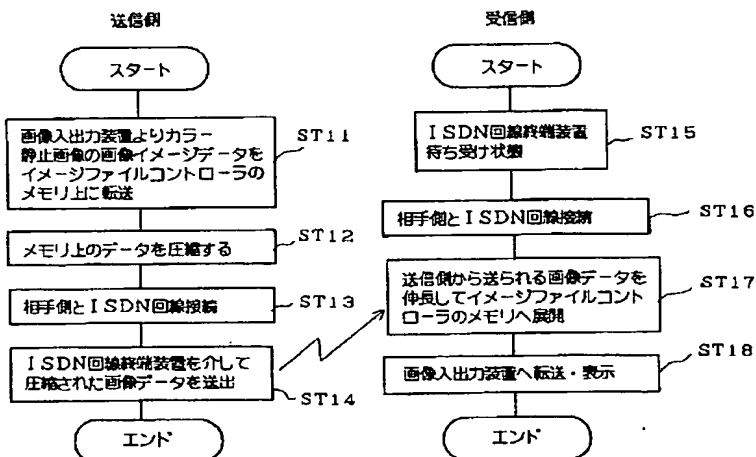 送信側
スタート
画像入出力装置よりカラー
静止画像の画像イメージデータを
イメージファイルコントローラの
メモリ上に転送
ST11
メモリ上のデータを圧縮する
ST12
相手側とISDN回線接続
ST13
ISDN回線終端装置を介して
圧縮された画像データを送出
ST14
エンド
受信側
スタート
ISDN回線終端装置
待ち受け状態
ST15
相手側とISDN回線接続
ST16
送信側から送られる画像データを
伸長してイメージファイルコント
ローラのメモリへ展開
ST17
画像入出力装置へ転送・表示
ST18
エンド